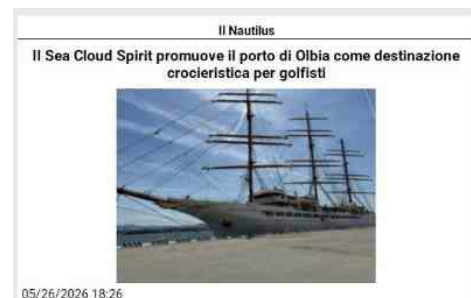 Il Nautilus
Il Sea Cloud Spirit promuove il porto di Olbia come destinazione
crocieristica per golfisti
05/26/2026 18:26